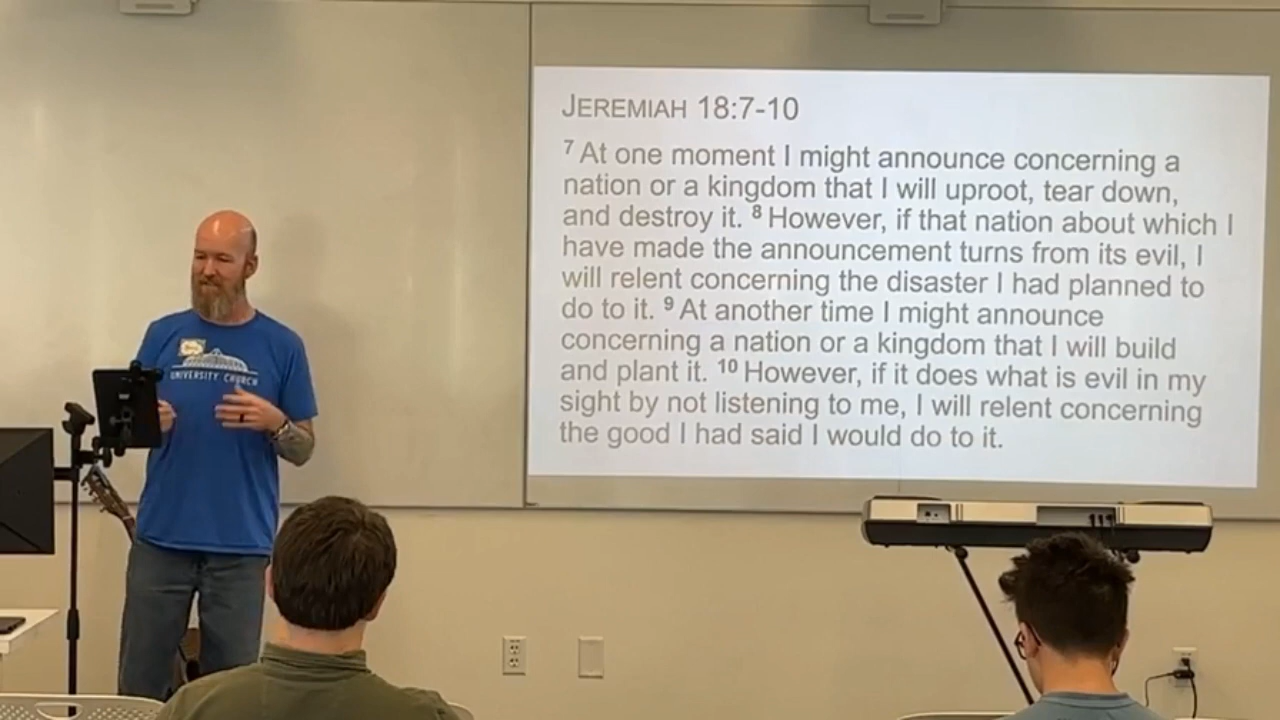 JEREMIAH 18:7-10
7 At one moment I might announce concerning a
nation or a kingdom that I will uproot, tear down,
and destroy it. 8 However, if that nation about which I
have made the announcement turns from its evil, I
will relent concerning the disaster I had planned to
do to it. 9 At another time I might announce
concerning a nation or a kingdom that I will build
and plant it. 10 However, if it does what is evil in my
sight by not listening to me, I will relent concerning
the good I had said I would do to it.
UNIVERSITY CHURCH